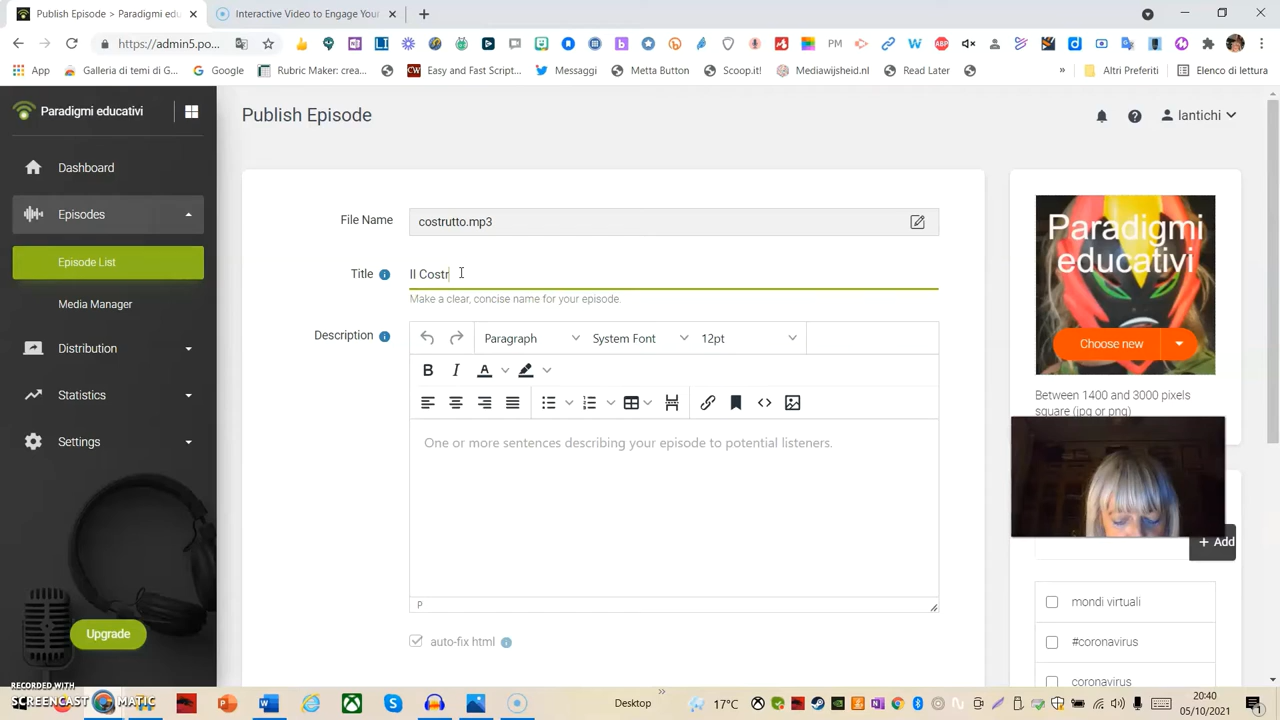 Publish Episode > Paradigmi edu
Interactive Video to Engage Your
https://admin5.po...
PM
ABP
App
Galleria di temi di G...
Google
Rubric Maker: crea...
Easy and Fast Scrip...
Messaggi
Metta Button
Scoop.it!
Mediawijsheid.nl
Read Later
»
Altri Preferiti
Elenco di lettura
Paradigmi educativi
Publish Episode
lantichi
Dashboard
Episodes
Episode List
Media Manager
Distribution
Statistics
Settings
Upgrade
File Name
costrutto.mp3
Title
Il Costr
Make a clear, concise name for your episode.
Description
Paragraph
System Font
12pt
B
I
A
One or more sentences describing your episode to potential listeners.
P
auto-fix html
Paradigmi
educativi
Choose new
Between 1400 and 3000 pixels
square (jpg or png)
+ Add
mondi virtuali
#coronavirus
coronavirus
RECORDED WITH
SCREENCAST MATIC
Desktop
17°C
20:40
05/10/2021